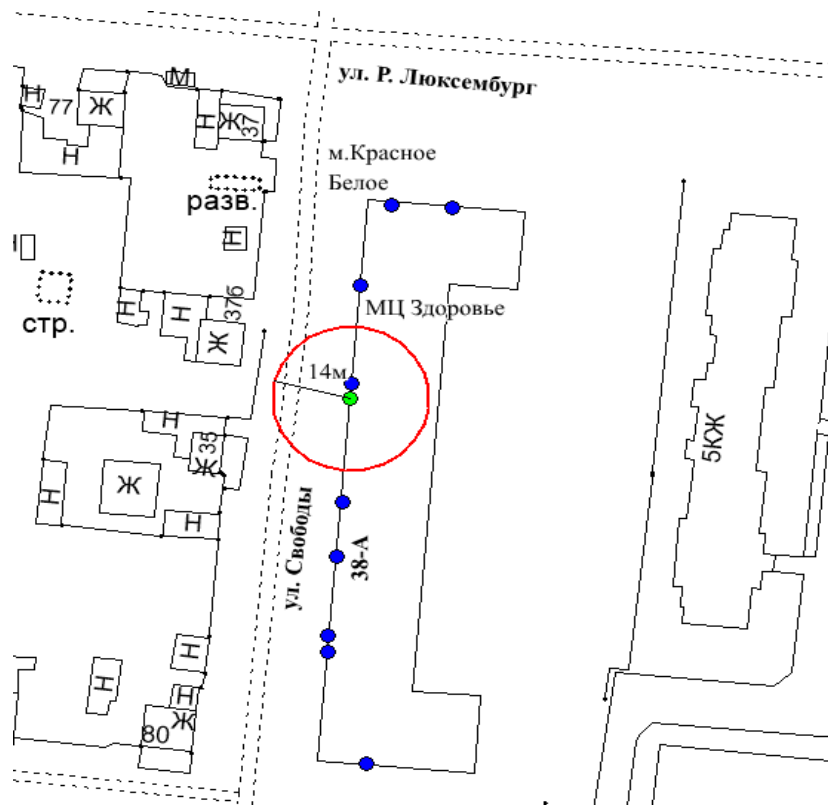 ул. Р. Люксембург
М
Н
77
Ж
Н
Ж
37
Н
м.Красное
Белое
разв.
Н
стр.
37б
Н
Н
Ж
МЦ Здоровье
14м
Н
35
Ж
Ж
Н
Н
5КЖ
ул. Свободы
38-А
Н
Н
Н
Ж
80